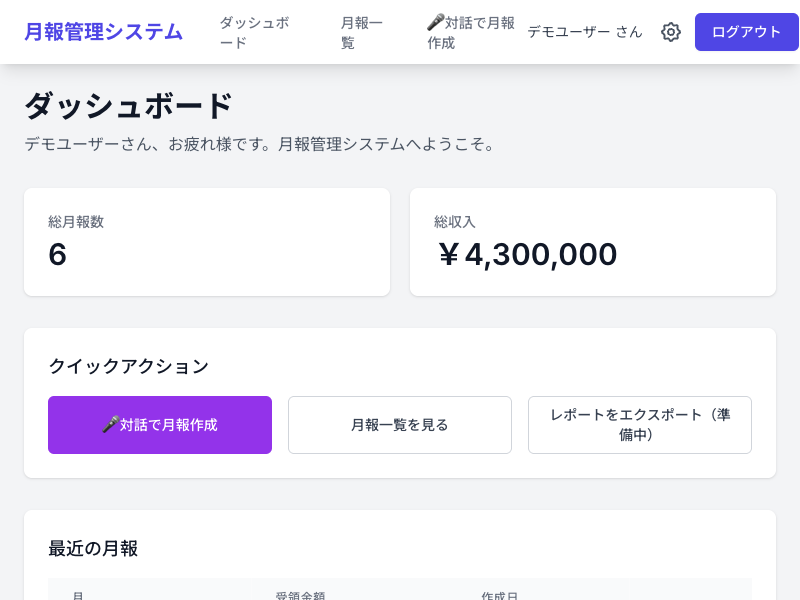 月報管理システム
ダッシュボ
ード
月報一
覧
🎤対話で月報
作成
デモユーザー さん
ログアウト
ダッシュボード
デモユーザーさん、お疲れ様です。月報管理システムへようこそ。
総月報数
6
総収入
￥4,300,000
クイックアクション
🎤対話で月報作成
月報一覧を見る
レポートをエクスポート（準
備中）
最近の月報
月
受領金額
作成日